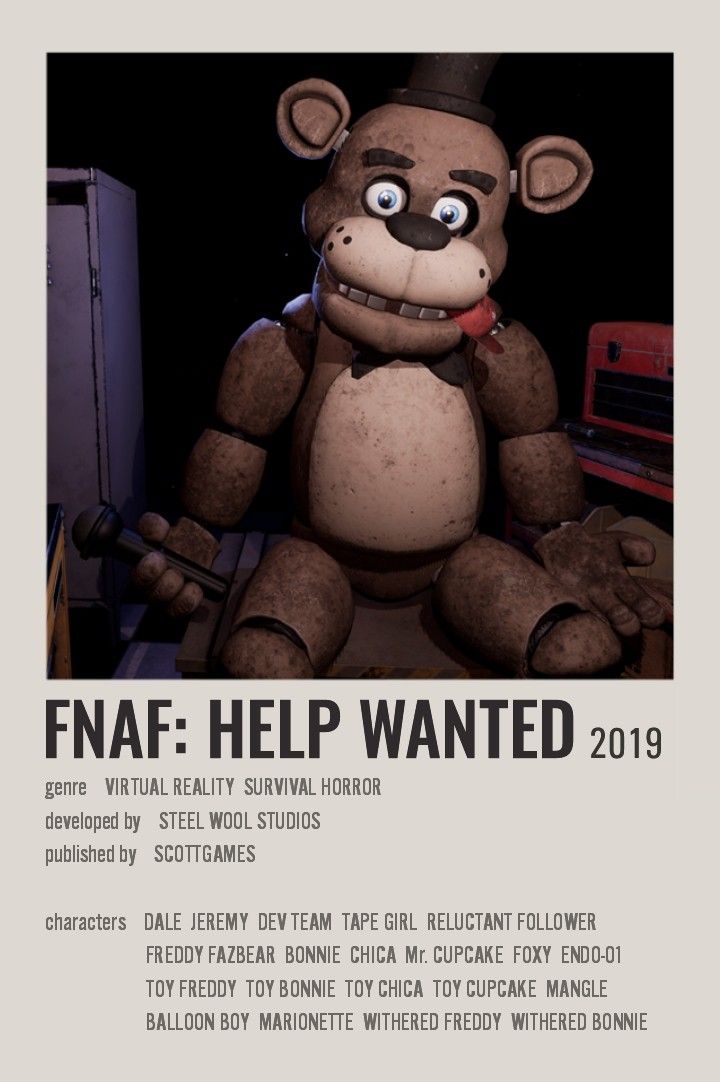 FNAF: HELP WANTED 2019
genre VIRTUAL REALITY SURVIVAL HORROR
developed by STEEL WOOL STUDIOS
published by SCOTTGAMES
characters DALE JEREMY DEV TEAM TAPE GIRL RELUCTANT FOLLOWER
FREDDY FAZBEAR BONNIE CHICA Mr. CUPCAKE FOXY ENDO-01
TOY FREDDY TOY BONNIE TOY CHICA TOY CUPCAKE MANGLE
BALLOON BOY MARIONETTE WITHERED FREDDY WITHERED BONNIE